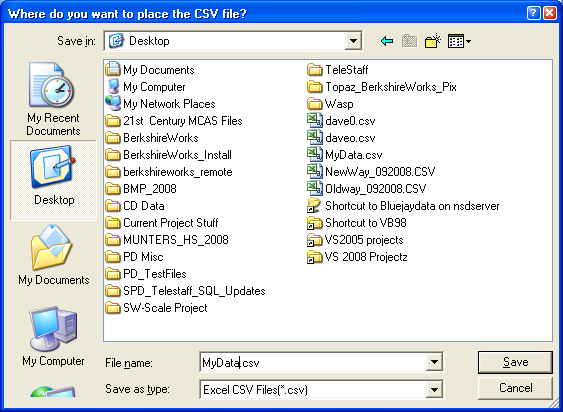 Where do you want to place the CSV file?
Save in: Desktop
My Recent Documents
Desktop
My Documents
My Computer
My Documents
My Computer
My Network Places
21st Century MCAS Files
BerkshireWorks
BerkshireWorks_Install
berkshireworks_remote
BMP_2008
CD Data
Current Project Stuff
MUNTERS_HS_2008
PD Misc
PD_TestFiles
SPD_Telestaff_SQL_Updates
SW-Scale Project
TeleStaff
Topaz_BerkshireWorks_Pix
Wasp
dave0.csv
daveo.csv
MyData.csv
NewWay_092008.CSV
Oldway_092008.CSV
Shortcut to Bluejaydata on nsdserver
Shortcut to VB98
VS2005 projects
VS 2008 Projectz
File name: MyData.csv
Save
Save as type: Excel CSV Files(*.csv)
Cancel